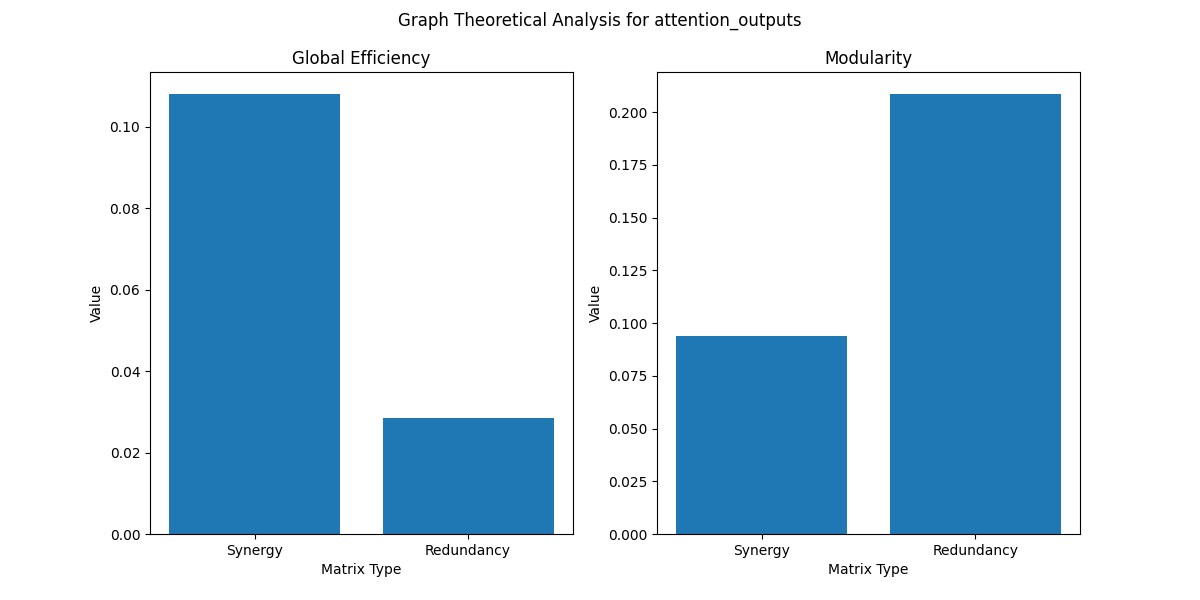 Graph Theoretical Analysis for attention_outputs
Global Efficiency
Value
0.10
0.08
0.06
0.04
0.02
0.00
Synergy
Redundancy
Matrix Type
Modularity
Value
0.200
0.175
0.150
0.125
0.100
0.075
0.050
0.025
0.000
Synergy
Redundancy
Matrix Type